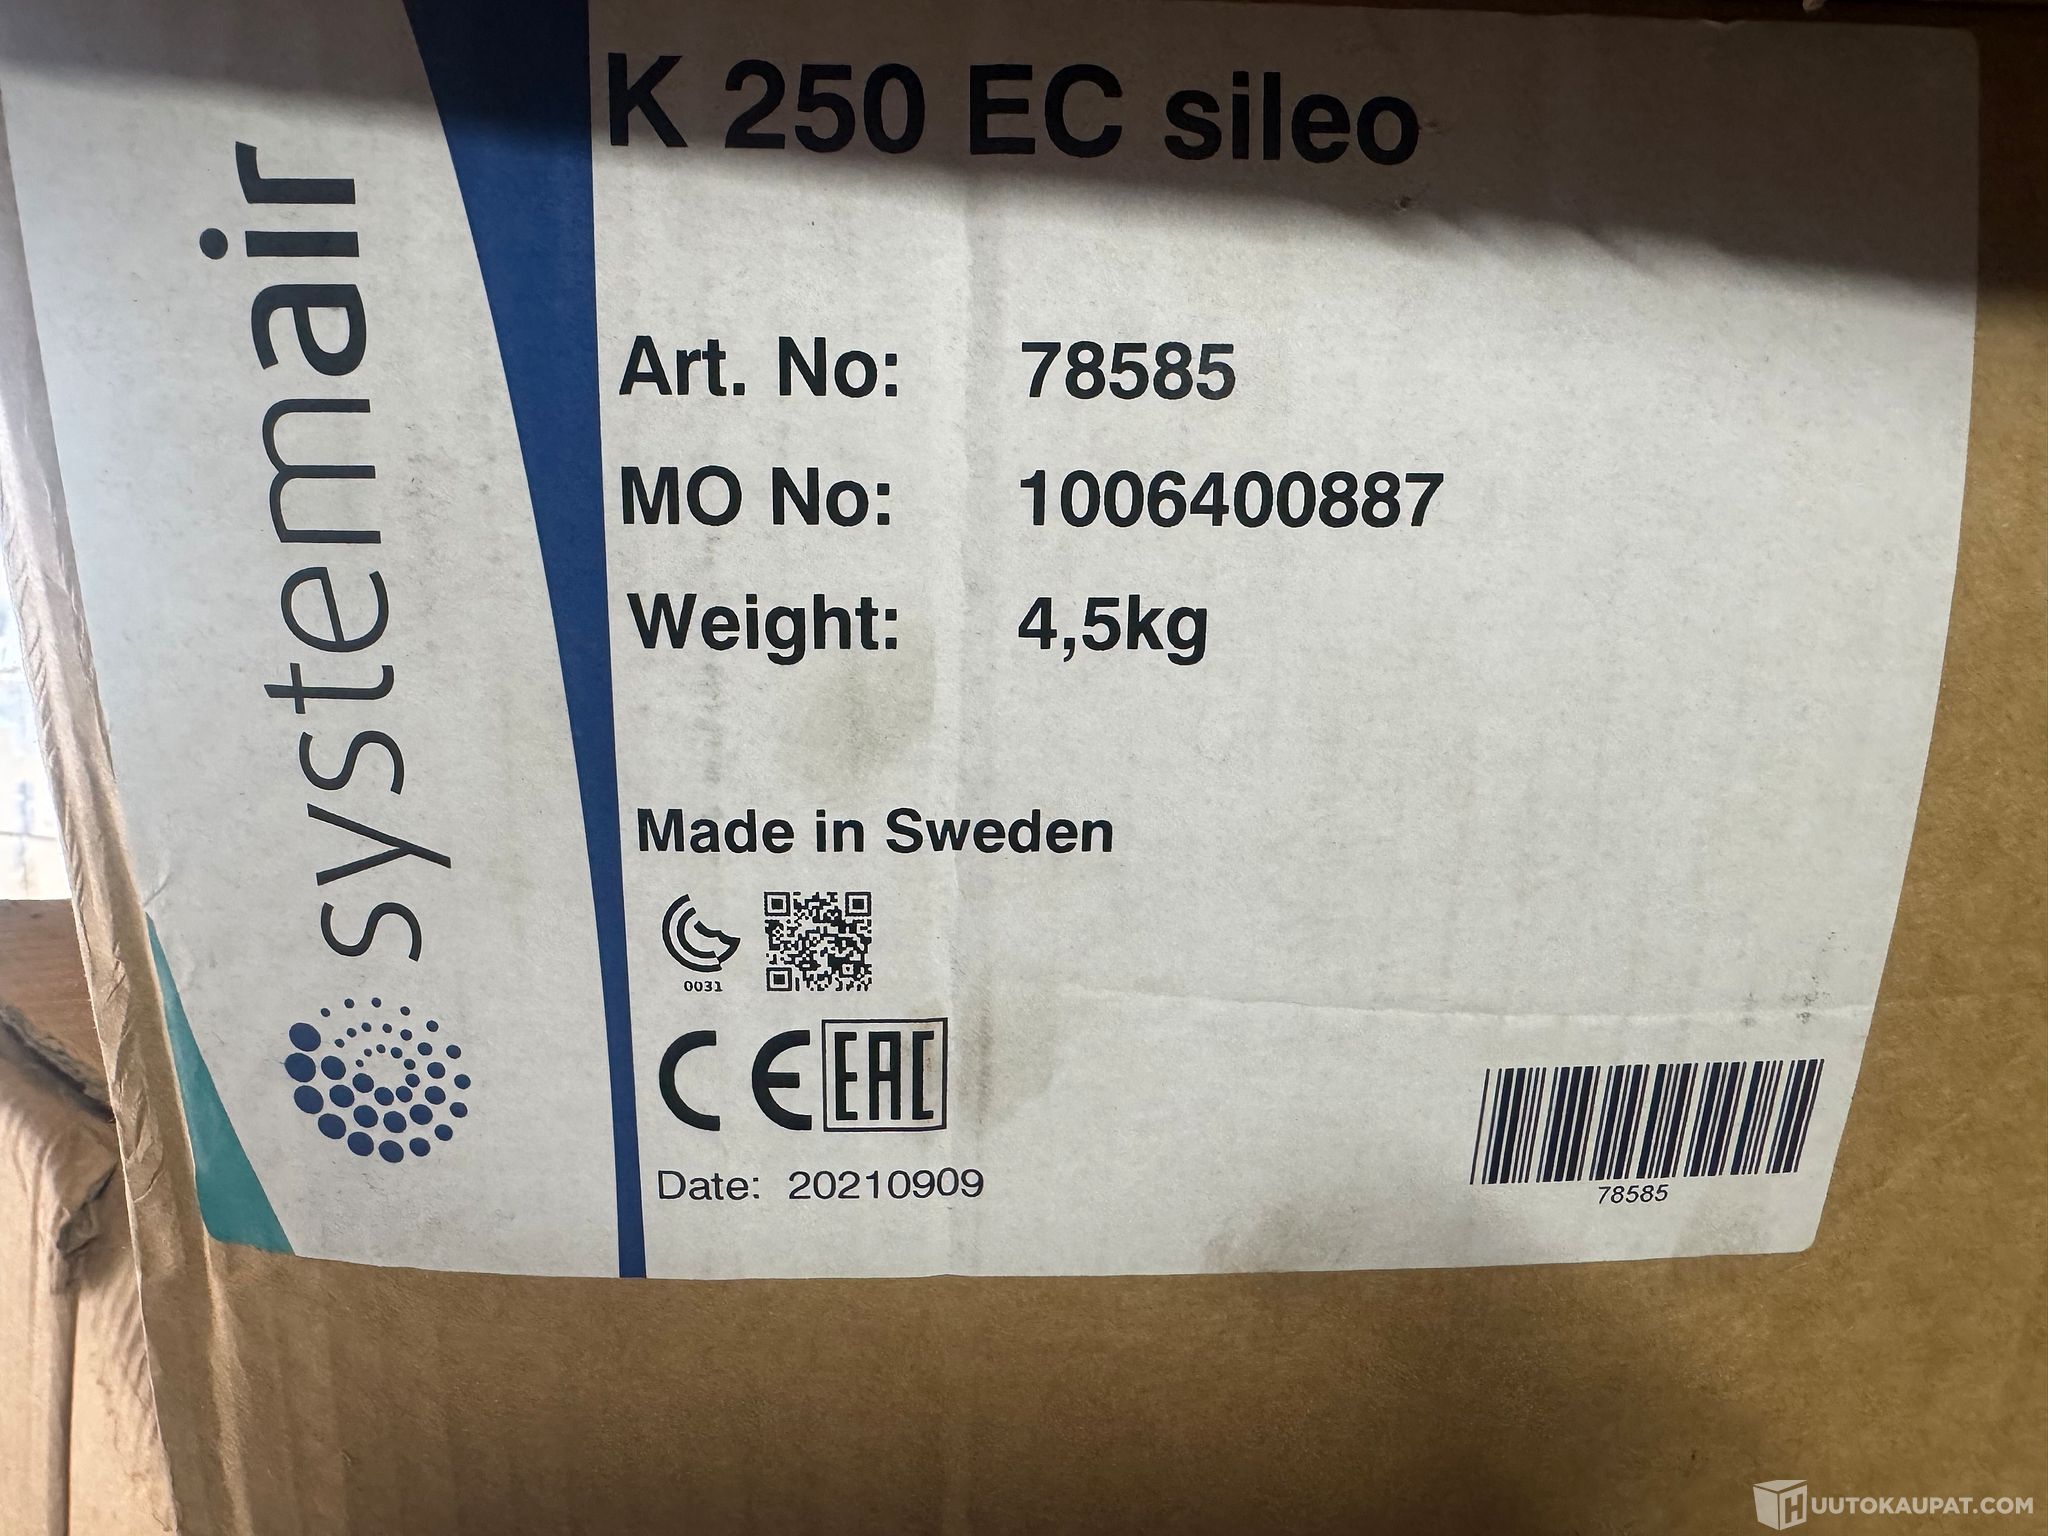 systemair
K 250 EC sileo
Art. No: 78585
MO No: 1006400887
Weight: 4,5kg
Made in Sweden
0031
CE EAC
Date: 20210909
78585
HUUTOKAUPAT.COM